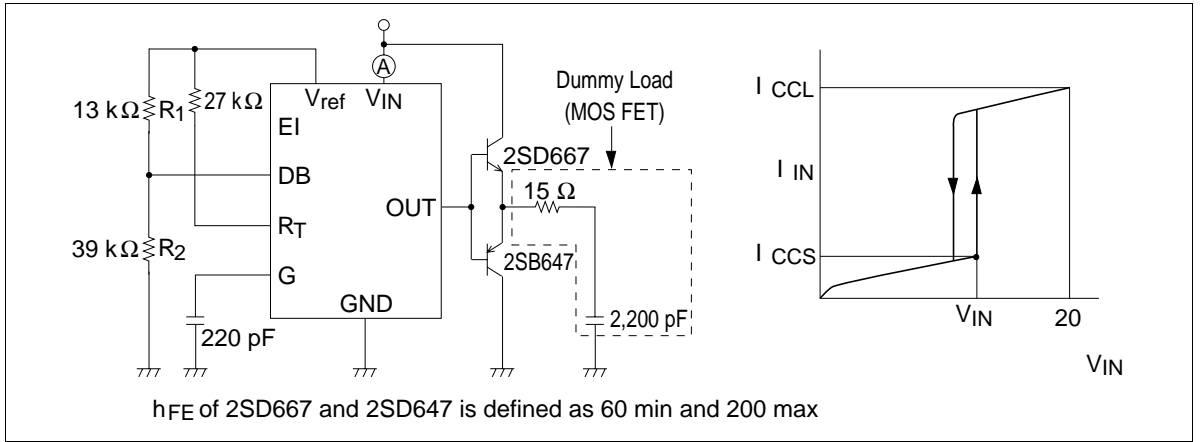 13 kΩ R1
27 kΩ
Vref
VIN
A
EI
DB
RT
G
OUT
GND
39 kΩ R2
220 pF
2SD667
2SB647
15 Ω
2,200 pF
Dummy Load
(MOS FET)
I CCL
I IN
I CCS
VIN
20
VIN
hFE of 2SD667 and 2SD647 is defined as 60 min and 200 max